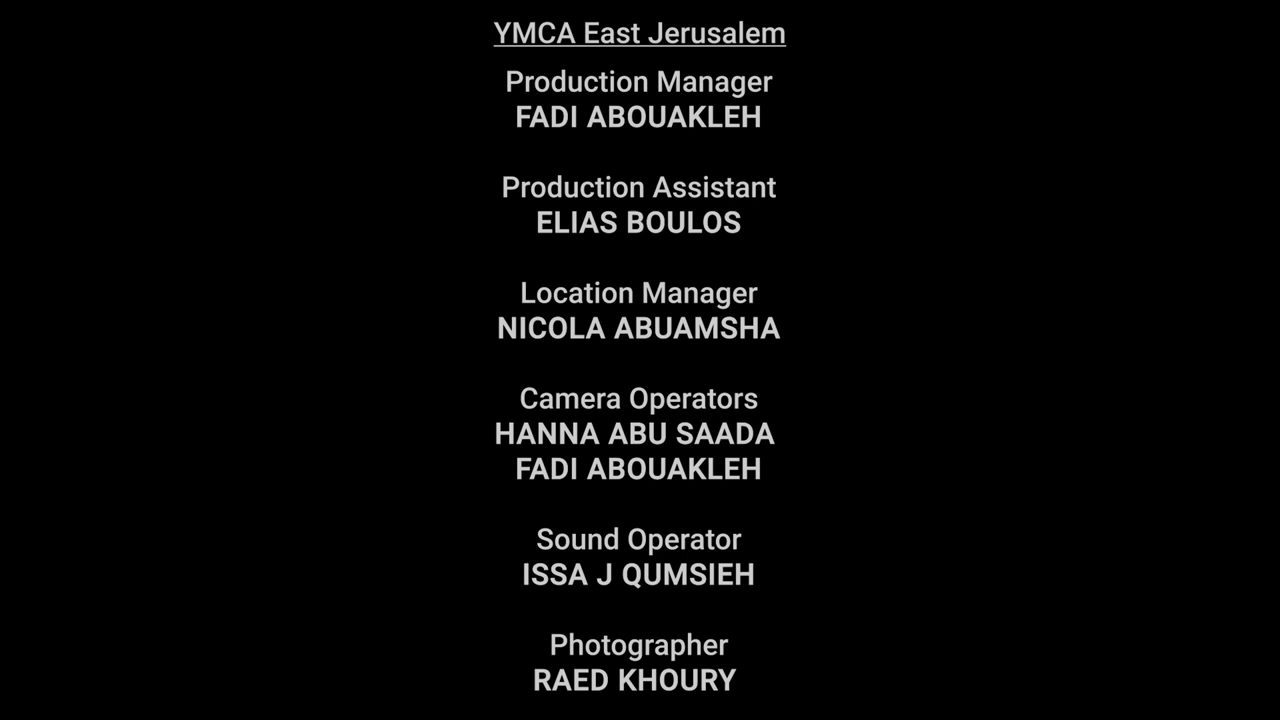 YMCA East Jerusalem
Production Manager
FADI ABOUAKLEH
Production Assistant
ELIAS BOULOS
Location Manager
NICOLA ABUAMSHA
Camera Operators
HANNA ABU SAADA
FADI ABOUAKLEH
Sound Operator
ISSA J QUMSIEH
Photographer
RAED KHOURY